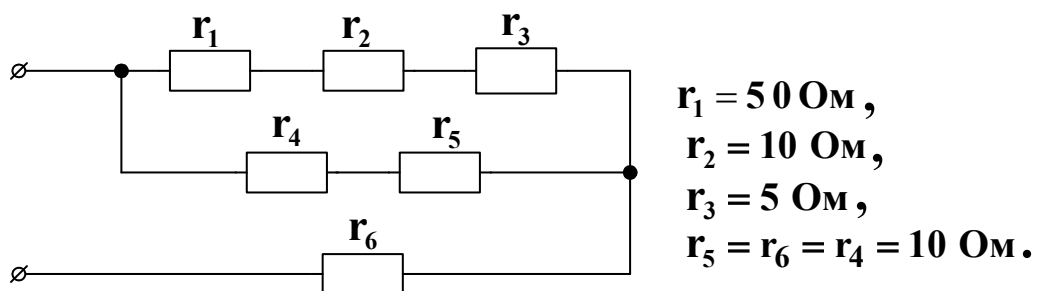 r₁ r₂ r₃
r₄ r₅
r₆
r₁ = 50 Ом,
r₂ = 10 Ом,
r₃ = 5 Ом,
r₅ = r₆ = r₄ = 10 Ом.